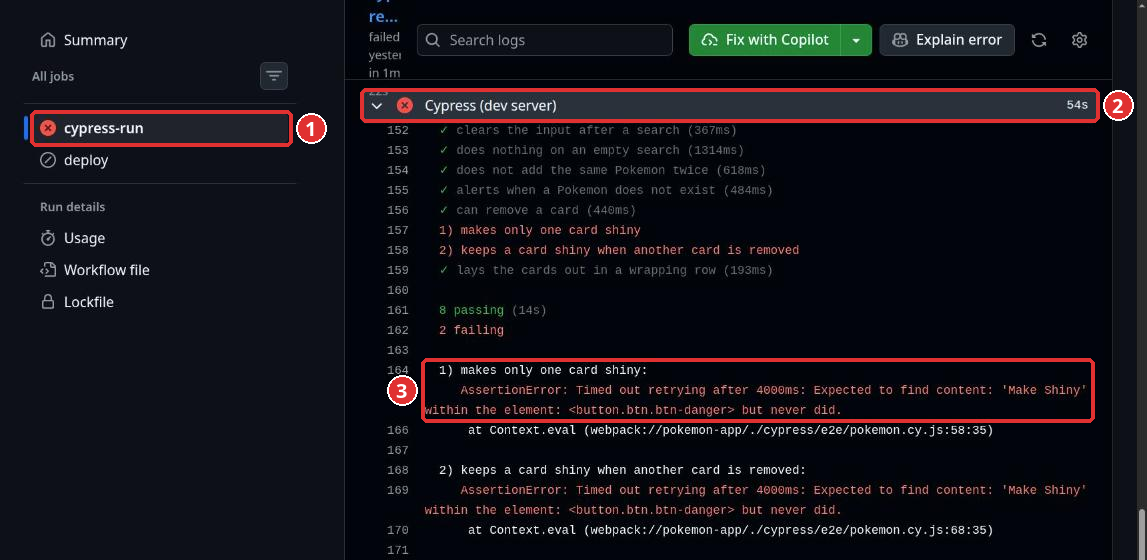 Summary
All jobs
cypress-run
1
deploy
Run details
Usage
Workflow file
Lockfile
re...
failed
yester
in 1m
Search logs
Fix with Copilot
Explain error
Cypress (dev server)
54s
2
152 ✓ clears the input after a search (367ms)
153 ✓ does nothing on an empty search (1314ms)
154 ✓ does not add the same Pokemon twice (618ms)
155 ✓ alerts when a Pokemon does not exist (484ms)
156 ✓ can remove a card (440ms)
157 1) makes only one card shiny
158 2) keeps a card shiny when another card is removed
159 ✓ lays the cards out in a wrapping row (193ms)
160
161 8 passing (14s)
162 2 failing
163
164 1) makes only one card shiny:
3
AssertionError: Timed out retrying after 4000ms: Expected to find content: 'Make Shiny'
within the element: <button.btn.btn-danger> but never did.
166 at Context.eval (webpack://pokemon-app/./cypress/e2e/pokemon.cy.js:58:35)
167
168 2) keeps a card shiny when another card is removed:
169 AssertionError: Timed out retrying after 4000ms: Expected to find content: 'Make Shiny'
within the element: <button.btn.btn-danger> but never did.
170 at Context.eval (webpack://pokemon-app/./cypress/e2e/pokemon.cy.js:68:35)
171